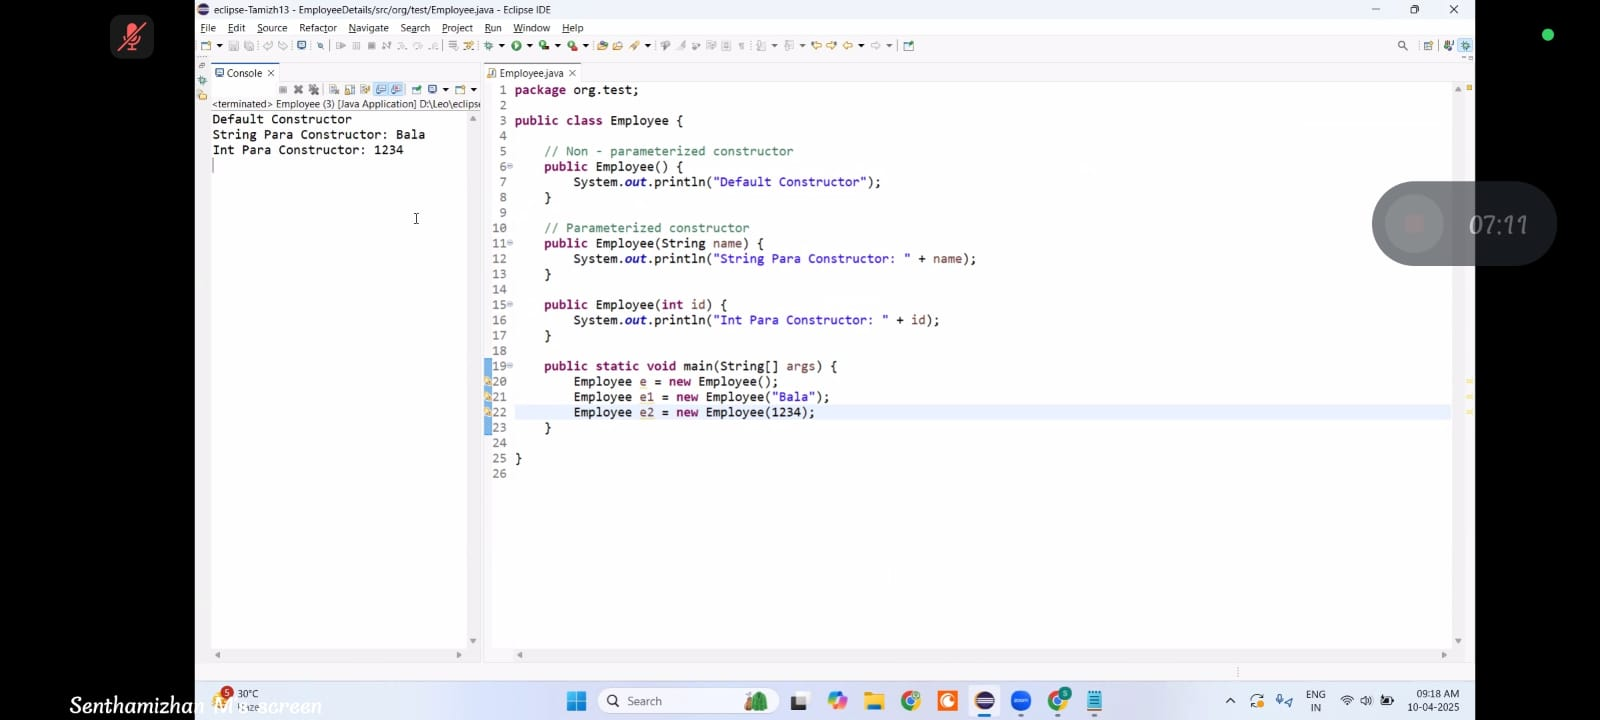 eclipse-Tamizh13 - EmployeeDetails/src/org/test/Employee.java - Eclipse IDE
File Edit Source Refactor Navigate Search Project Run Window Help
Console
<terminated> Employee (3) [Java Application] D:\Leo\eclipse
Default Constructor
String Para Constructor: Bala
Int Para Constructor: 1234
Employee.java
1 package org.test;
2
3 public class Employee {
4
5 // Non - parameterized constructor
6 public Employee() {
7 System.out.println("Default Constructor");
8 }
9
10 // Parameterized constructor
11 public Employee(String name) {
12 System.out.println("String Para Constructor: " + name);
13 }
14
15 public Employee(int id) {
16 System.out.println("Int Para Constructor: " + id);
17 }
18
19 public static void main(String[] args) {
20 Employee e = new Employee();
21 Employee e1 = new Employee("Bala");
22 Employee e2 = new Employee(1234);
23 }
24
25 }
26
07:11
5
30°C
Senthamizhan M's screen
Search
S
ENG
IN
09:18 AM
10-04-2025